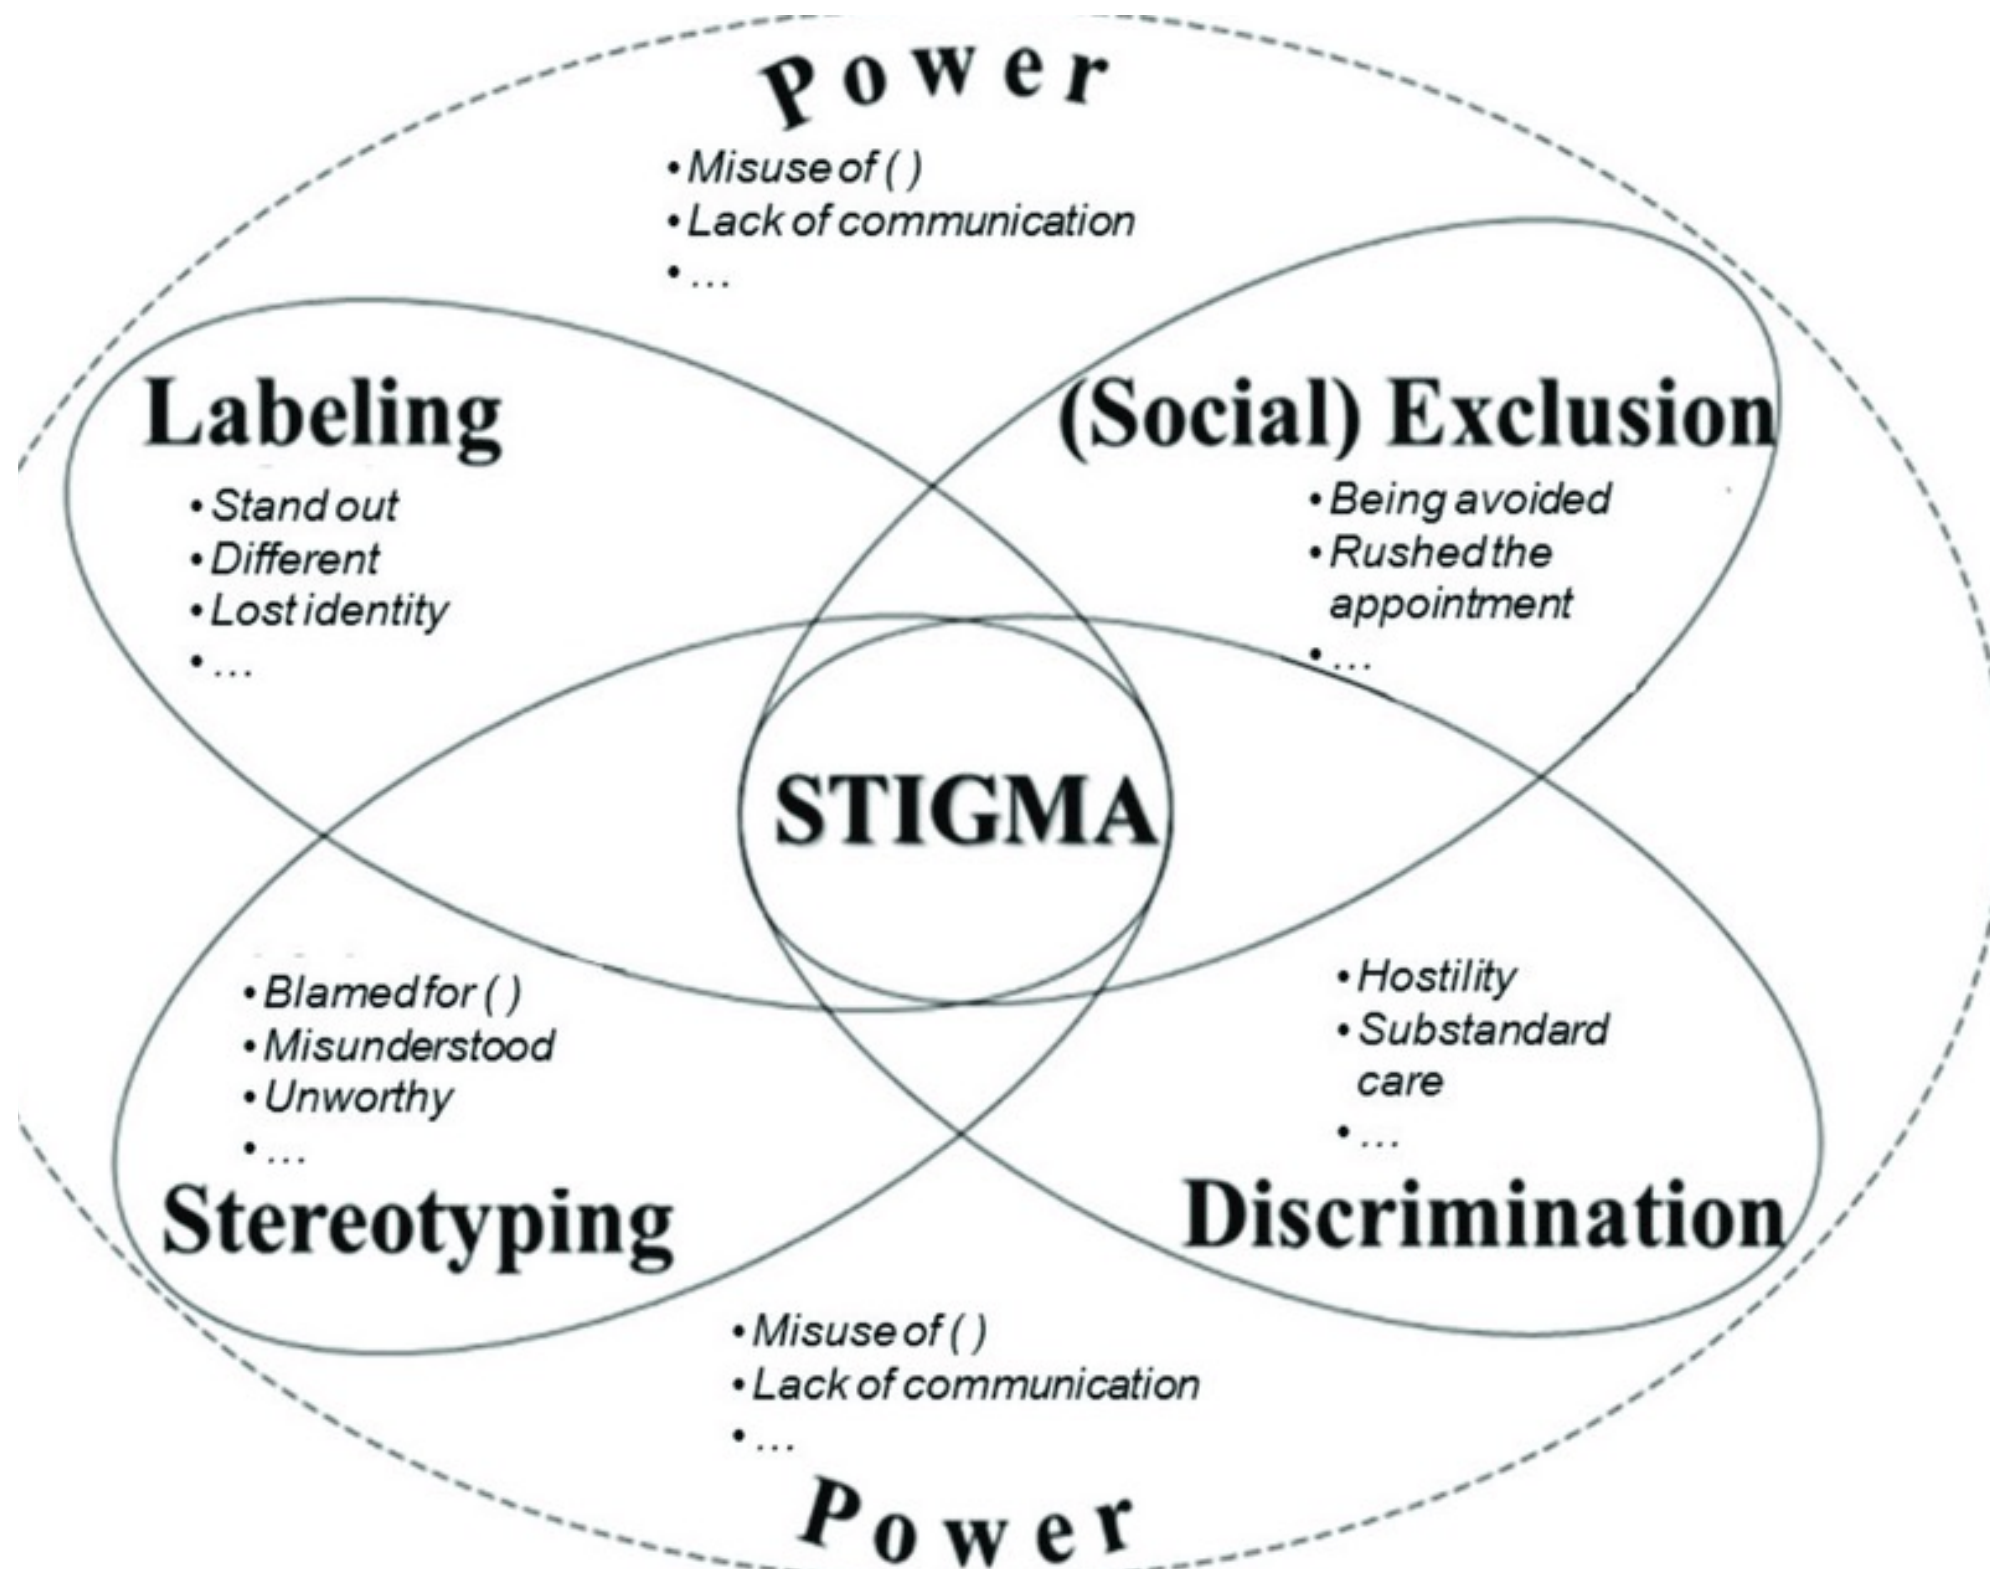 Power
• Misuse of ( )
• Lack of communication
• ...
Labeling
• Stand out
• Different
• Lost identity
• ...
(Social) Exclusion
• Being avoided
• Rushed the
appointment
• ...
STIGMA
• Blamed for ( )
• Misunderstood
• Unworthy
• ...
Stereotyping
• Hostility
• Substandard
care
• ...
Discrimination
• Misuse of ( )
• Lack of communication
• ...
Power